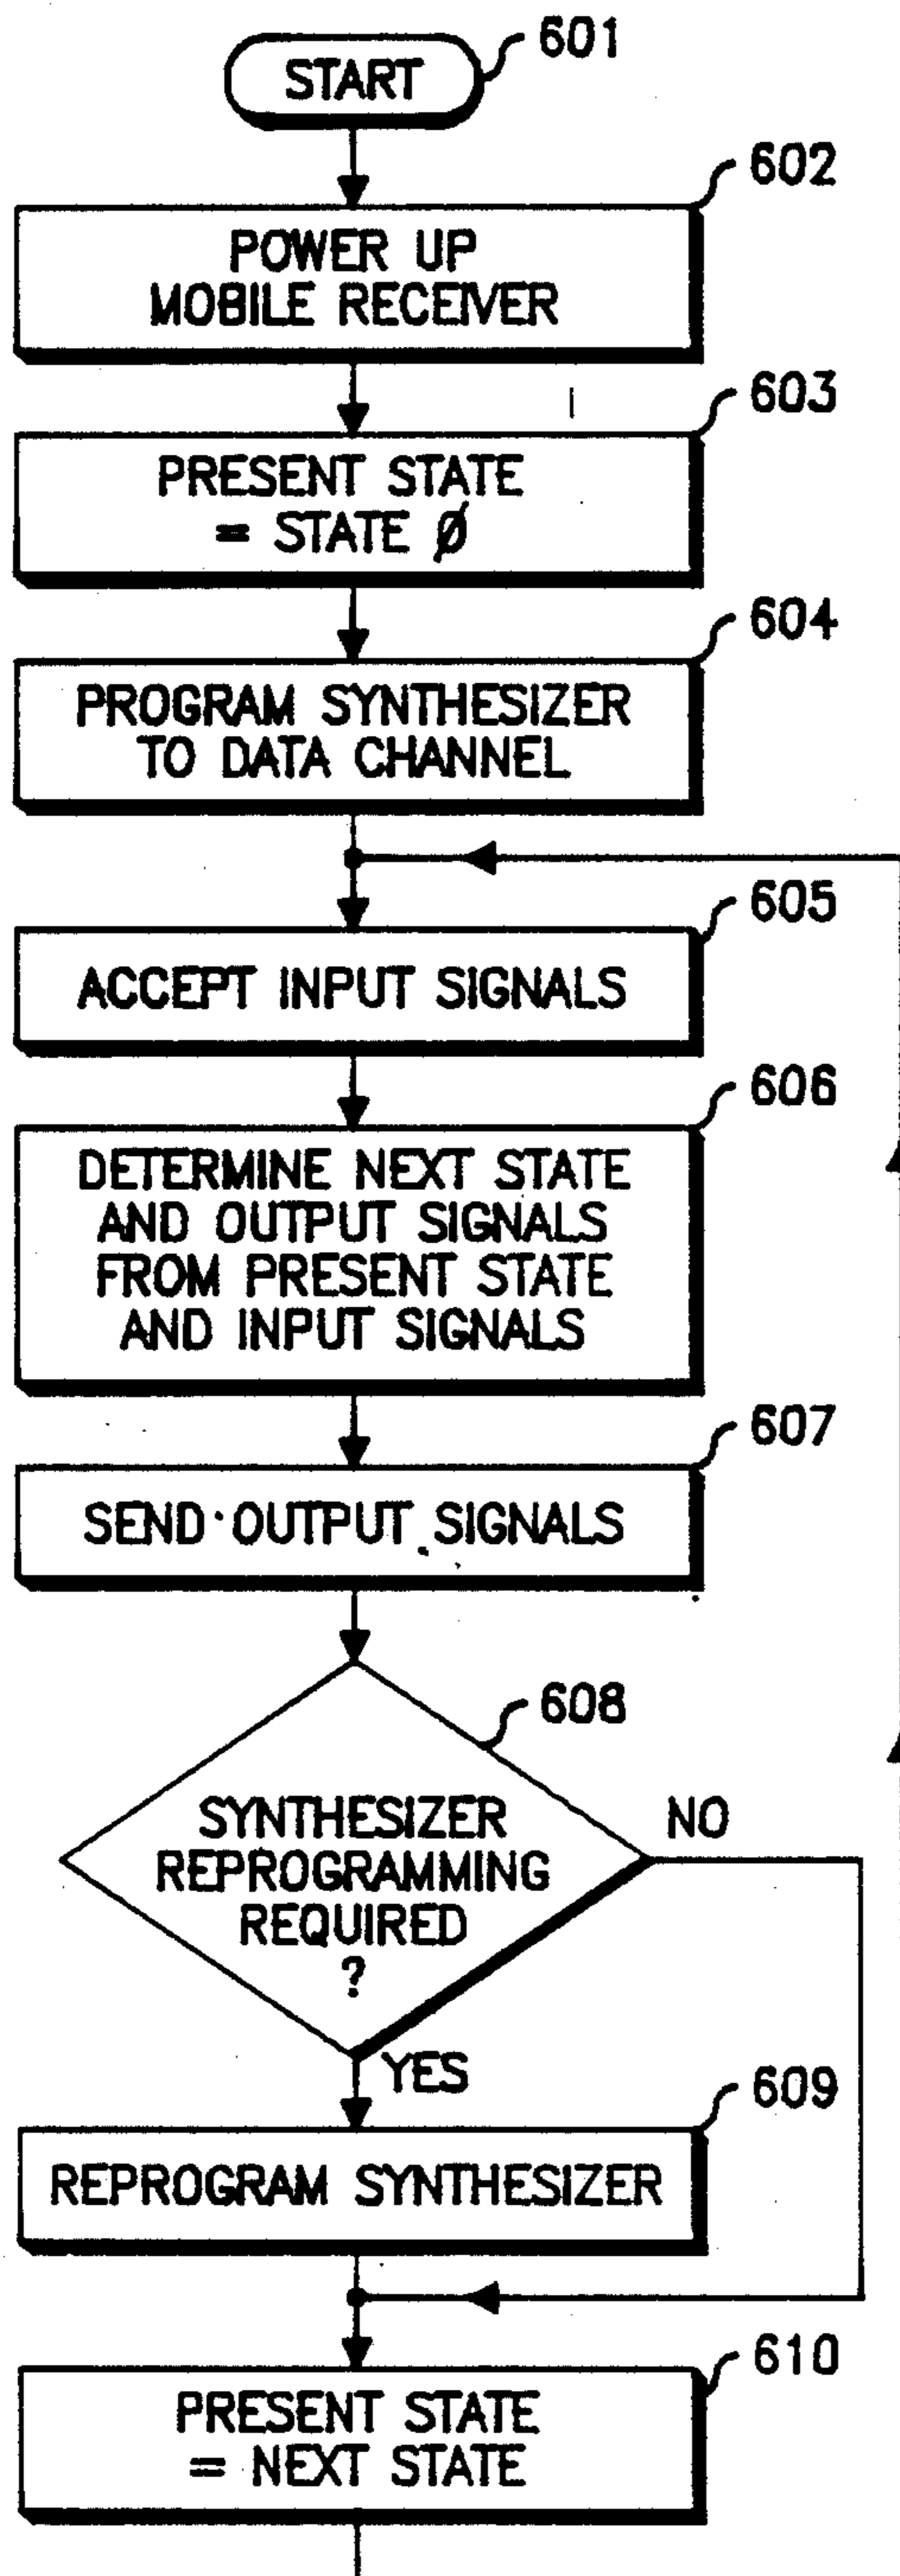 START
601
602
POWER UP
MOBILE RECEIVER
603
PRESENT STATE
= STATE Ø
604
PROGRAM SYNTHESIZER
TO DATA CHANNEL
605
ACCEPT INPUT SIGNALS
606
DETERMINE NEXT STATE
AND OUTPUT SIGNALS
FROM PRESENT STATE
AND INPUT SIGNALS
607
SEND OUTPUT SIGNALS
608
SYNTHESIZER
REPROGRAMMING
REQUIRED
?
NO
YES
609
REPROGRAM SYNTHESIZER
610
PRESENT STATE
= NEXT STATE